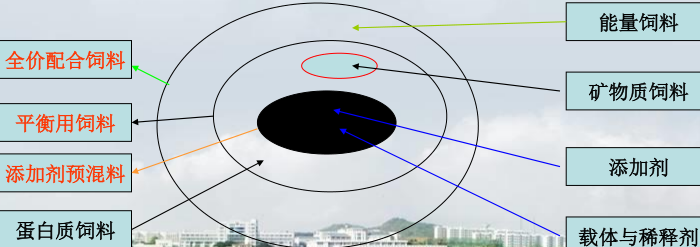 全价配合饲料
平衡用饲料
添加剂预混料
蛋白质饲料
能量饲料
矿物质饲料
添加剂
载体与稀释剂